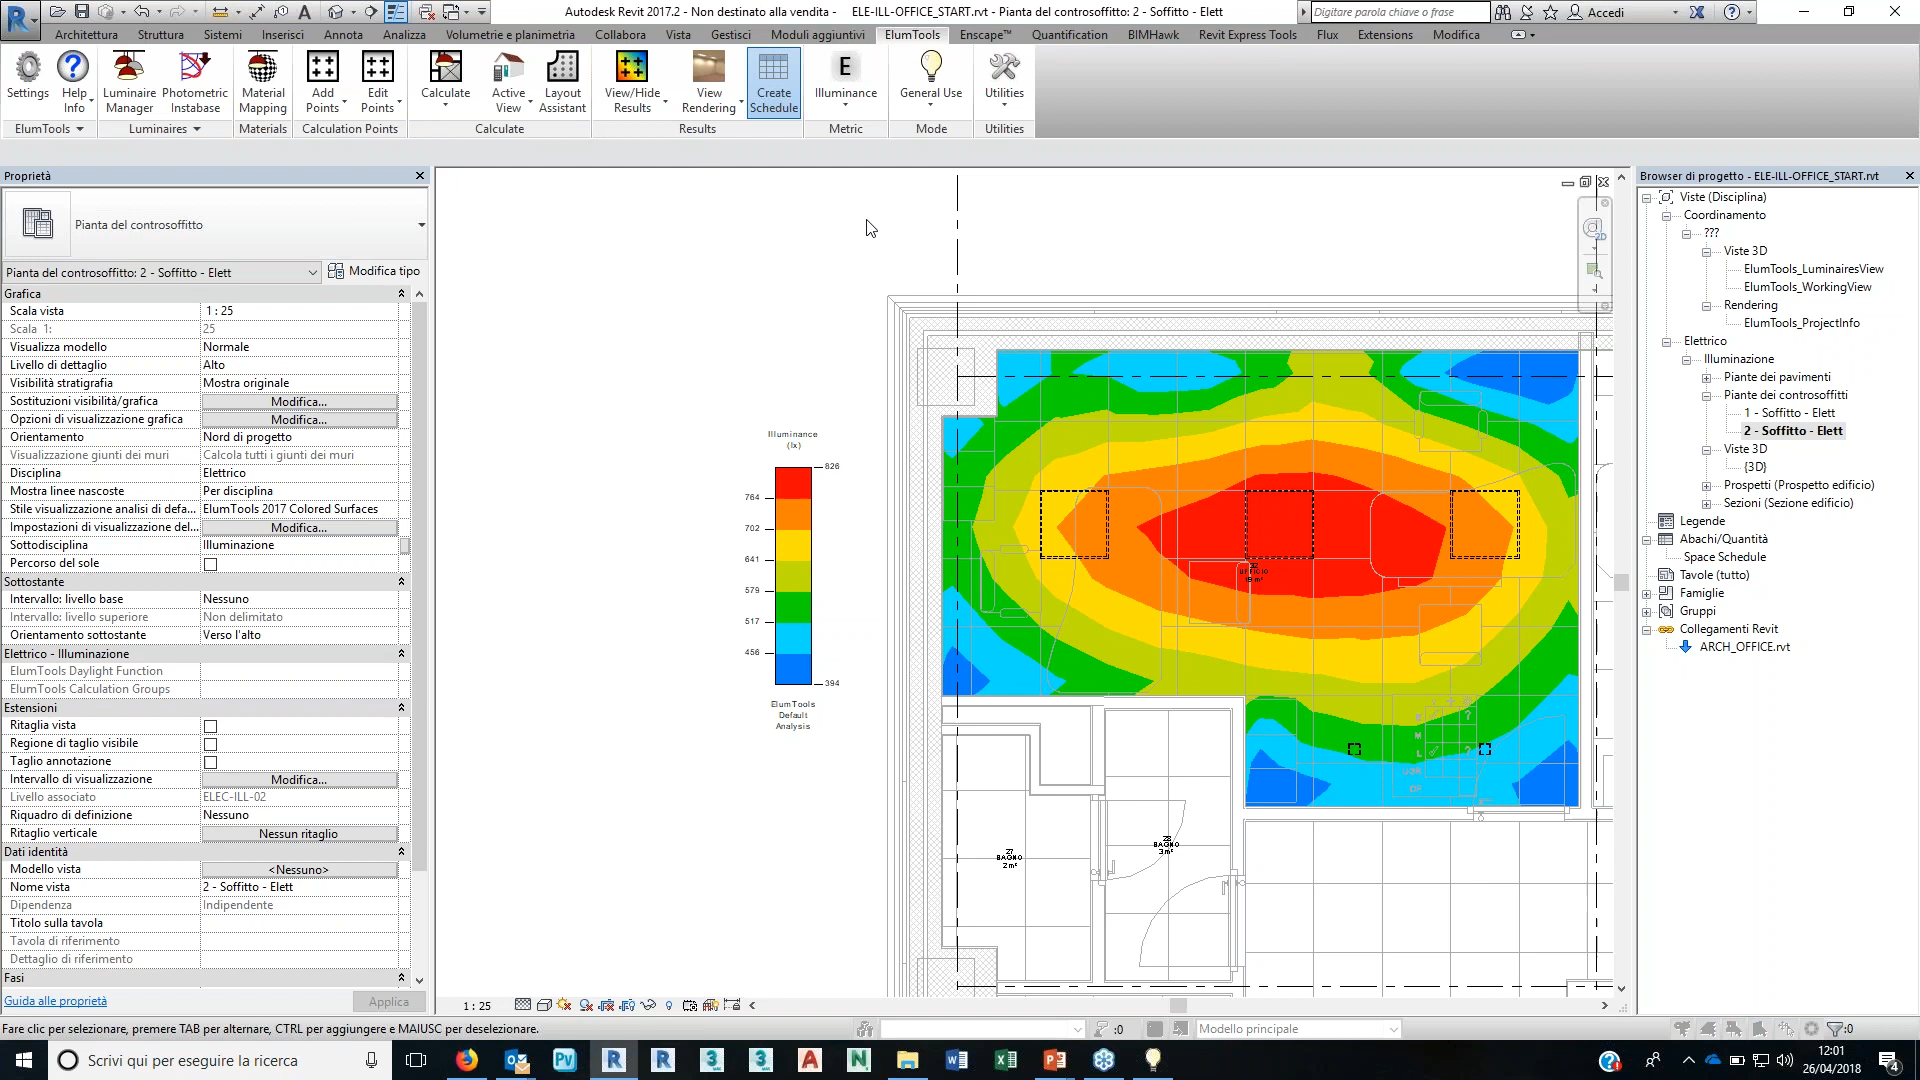 Autodesk Revit 2017.2 - Non destinato alla vendita - ELE-ILL-OFFICE_START.rvt - Pianta del controsoffitto: 2 - Soffitto - Elett
Digitare parola chiave o frase
Accedi
Architettura Struttura Sistemi Inserisci Annota Analizza Volumetrie e planimetria Collabora Vista Gestisci Moduli aggiuntivi ElumTools Enscape™ Quantification BIMHawk Revit Express Tools Flux Extensions Modifica
Settings
Help Info
Luminaire Manager
Photometric Instabase
Material Mapping
Add Points
Edit Points
Calculate
Active View
Layout Assistant
View/Hide Results
View Rendering
Create Schedule
E
Illuminance
General Use
Utilities
ElumTools Luminaires Materials Calculation Points Calculate Results Metric Mode Utilities
Proprietà
Pianta del controsoffitto
Pianta del controsoffitto: 2 - Soffitto - Elett Modifica tipo
Grafica
Scala vista 1 : 25
Scala 1: 25
Visualizza modello Normale
Livello di dettaglio Alto
Visibilità stratigrafia Mostra originale
Sostituzioni visibilità/grafica Modifica...
Opzioni di visualizzazione grafica Modifica...
Orientamento Nord di progetto
Visualizzazione giunti dei muri Calcola tutti i giunti dei muri
Disciplina Elettrico
Mostra linee nascoste Per disciplina
Stile visualizzazione analisi di defa... ElumTools 2017 Colored Surfaces
Impostazioni di visualizzazione del... Modifica...
Sottodisciplina Illuminazione
Percorso del sole
Sottostante
Intervallo: livello base Nessuno
Intervallo: livello superiore Non delimitato
Orientamento sottostante Verso l'alto
Elettrico - Illuminazione
ElumTools Daylight Function
ElumTools Calculation Groups
Estensioni
Ritaglia vista
Regione di taglio visibile
Taglio annotazione
Intervallo di visualizzazione Modifica...
Livello associato ELEC-ILL-02
Riquadro di definizione Nessuno
Ritaglio verticale Nessun ritaglio
Dati identità
Modello vista <Nessuno>
Nome vista 2 - Soffitto - Elett
Dipendenza Indipendente
Titolo sulla tavola
Tavola di riferimento
Dettaglio di riferimento
Fasi
Guida alle proprietà Applica
Illuminance
(lx)
826
764
702
641
579
517
456
394
ElumTools
Default
Analysis
32
UFFICIO
19 m²
27
BAGNO
2 m²
28
BAGNO
3 m²
2D
1 : 25
Browser di progetto - ELE-ILL-OFFICE_START.rvt
Viste (Disciplina)
Coordinamento
???
Viste 3D
ElumTools_LuminairesView
ElumTools_WorkingView
Rendering
ElumTools_ProjectInfo
Elettrico
Illuminazione
Piante dei pavimenti
Piante dei controsoffitti
1 - Soffitto - Elett
2 - Soffitto - Elett
Viste 3D
{3D}
Prospetti (Prospetto edificio)
Sezioni (Sezione edificio)
Legende
Abachi/Quantità
Space Schedule
Tavole (tutto)
Famiglie
Gruppi
Collegamenti Revit
ARCH_OFFICE.rvt
Fare clic per selezionare, premere TAB per alternare, CTRL per aggiungere e MAIUSC per deselezionare.
:0
Modello principale
:0
Scrivi qui per eseguire la ricerca
12:01
26/04/2018
4